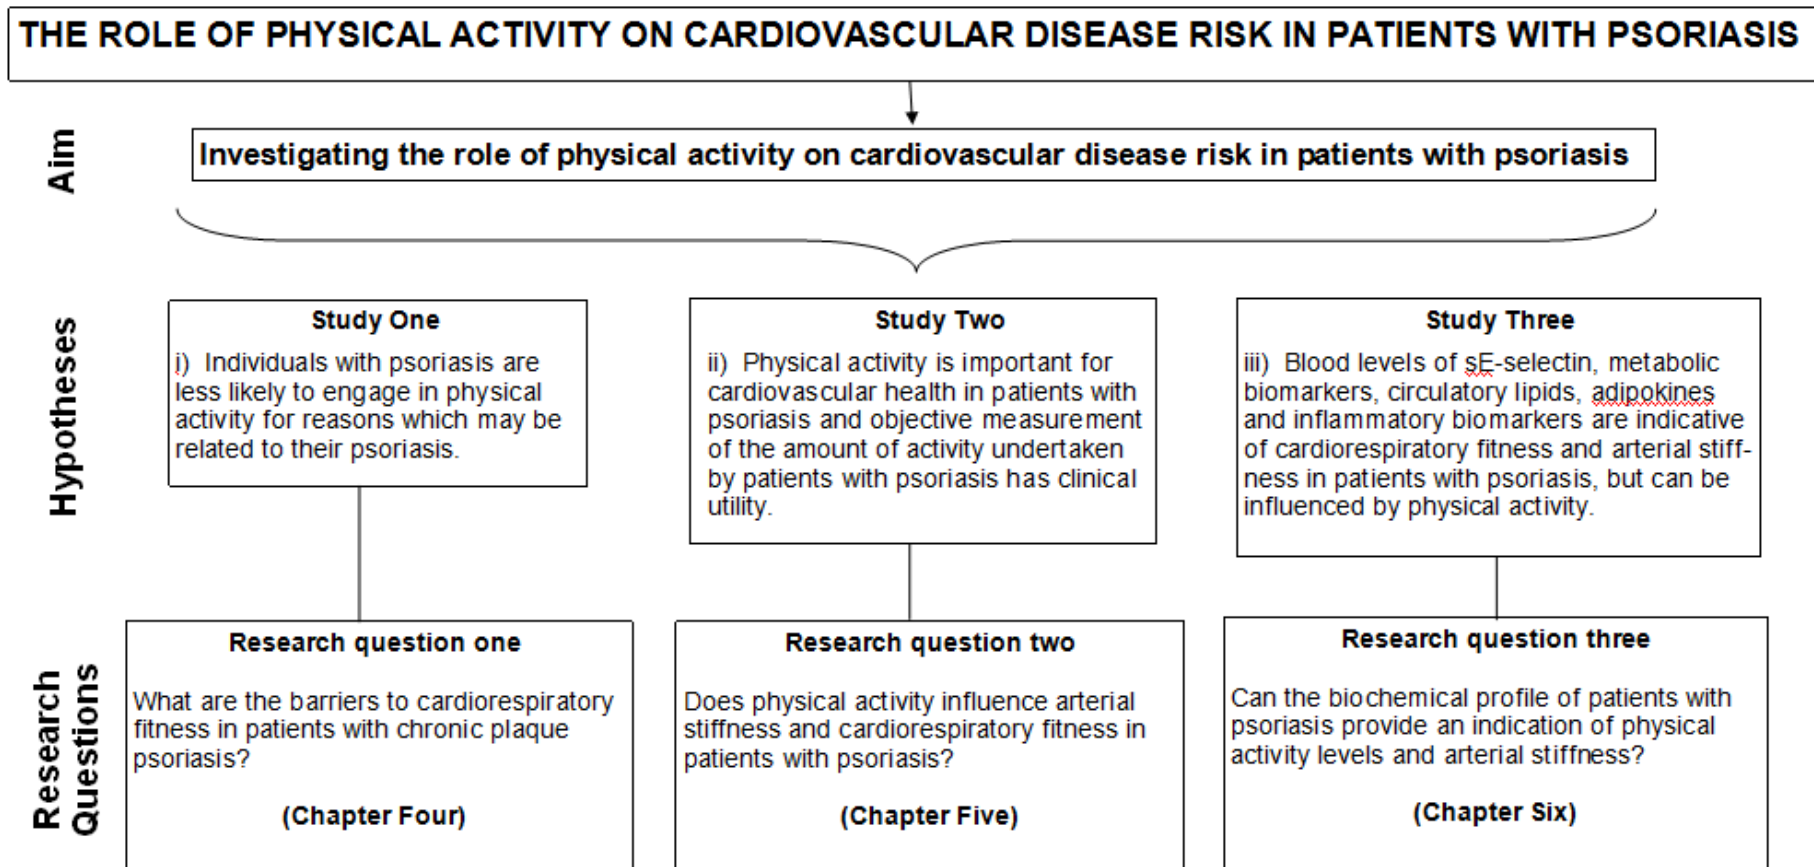 THE ROLE OF PHYSICAL ACTIVITY ON CARDIOVASCULAR DISEASE RISK IN PATIENTS WITH PSORIASIS
Aim
Investigating the role of physical activity on cardiovascular disease risk in patients with psoriasis
Hypotheses
Study One
i) Individuals with psoriasis are
less likely to engage in physical
activity for reasons which may be
related to their psoriasis.
Study Two
ii) Physical activity is important for
cardiovascular health in patients with
psoriasis and objective measurement
of the amount of activity undertaken
by patients with psoriasis has clinical
utility.
Study Three
iii) Blood levels of sE-selectin, metabolic
biomarkers, circulatory lipids, adipokines
and inflammatory biomarkers are indicative
of cardiorespiratory fitness and arterial stiff-
ness in patients with psoriasis, but can be
influenced by physical activity.
Research
Questions
Research question one
What are the barriers to cardiorespiratory
fitness in patients with chronic plaque
psoriasis?
(Chapter Four)
Research question two
Does physical activity influence arterial
stiffness and cardiorespiratory fitness in
patients with psoriasis?
(Chapter Five)
Research question three
Can the biochemical profile of patients with
psoriasis provide an indication of physical
activity levels and arterial stiffness?
(Chapter Six)